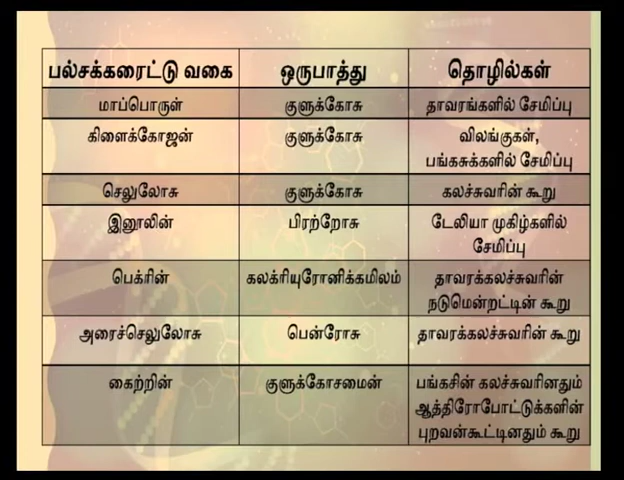 பல்சக்கரைட்டு வகை ஒருபாத்து தொழில்கள்
மாப்பொருள் குளுக்கோசு தாவரங்களில் சேமிப்பு
கிளைக்கோஜன் குளுக்கோசு விலங்குகள்,
பங்கசுக்களில் சேமிப்பு
செலுலோசு குளுக்கோசு கலச்சுவரின் கூறு
இனூலின் பிரற்றோசு டேலியா முகிழ்களில்
சேமிப்பு
பெக்ரின் கலக்ரியுரோனிக்கமிலம் தாவரக்கலச்சுவரின்
நடுமென்றட்டின் கூறு
அரைச்செலுலோசு பென்ரோசு தாவரக்கலச்சுவரின் கூறு
கைற்றின் குளுக்கோசமைன் பங்கசின் கலச்சுவரினதும்
ஆத்திரோபோட்டுக்களின்
புறவன்கூட்டினதும் கூறு